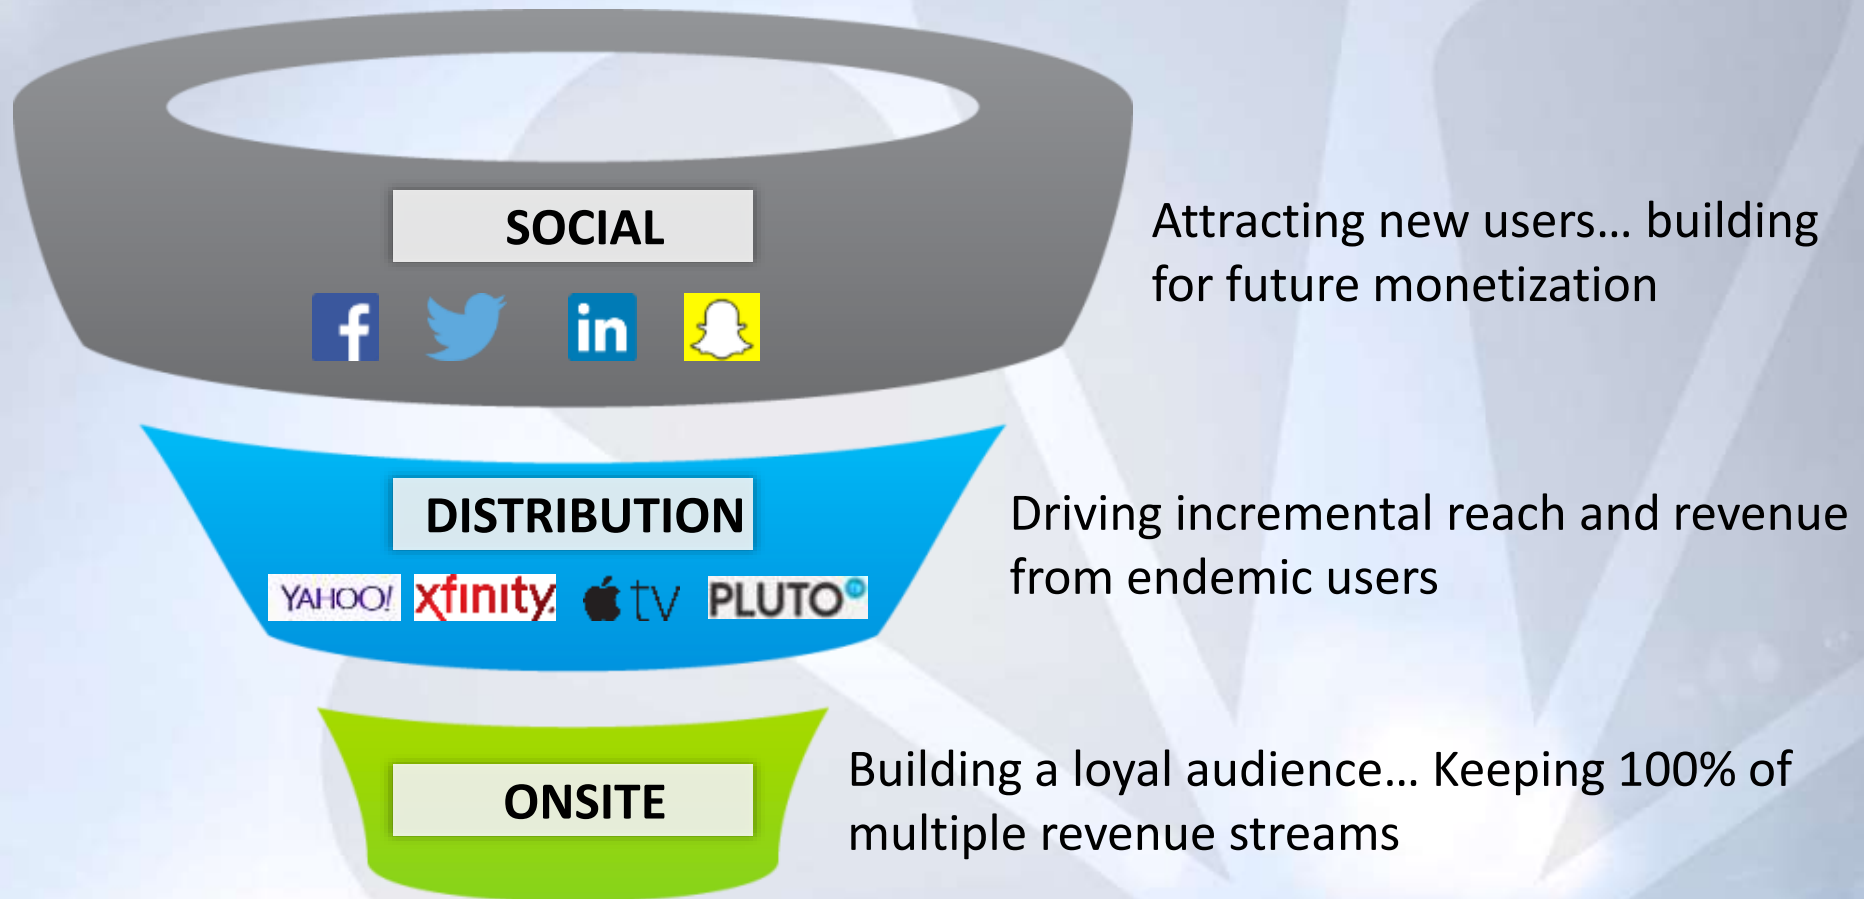 SOCIAL
f
in
Attracting new users... building
for future monetization
DISTRIBUTION
YAHOO!
xfinity.
tv
PLUTO
Driving incremental reach and revenue
from endemic users
ONSITE
Building a loyal audience... Keeping 100% of
multiple revenue streams